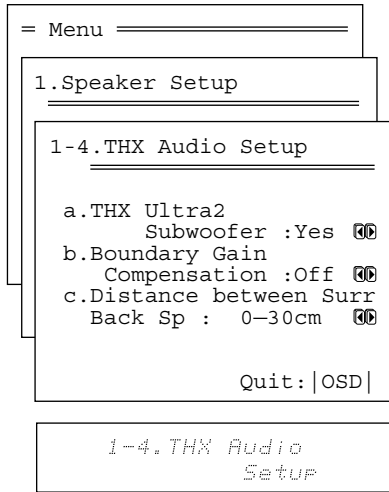 = Menu
1.Speaker Setup
1-4.THX Audio Setup
a.THX Ultra2
Subwoofer :Yes
b.Boundary Gain
Compensation :Off
c.Distance between Surr
Back Sp : 0—30cm
Quit:|OSD|
1-4.THX Audio
Setup